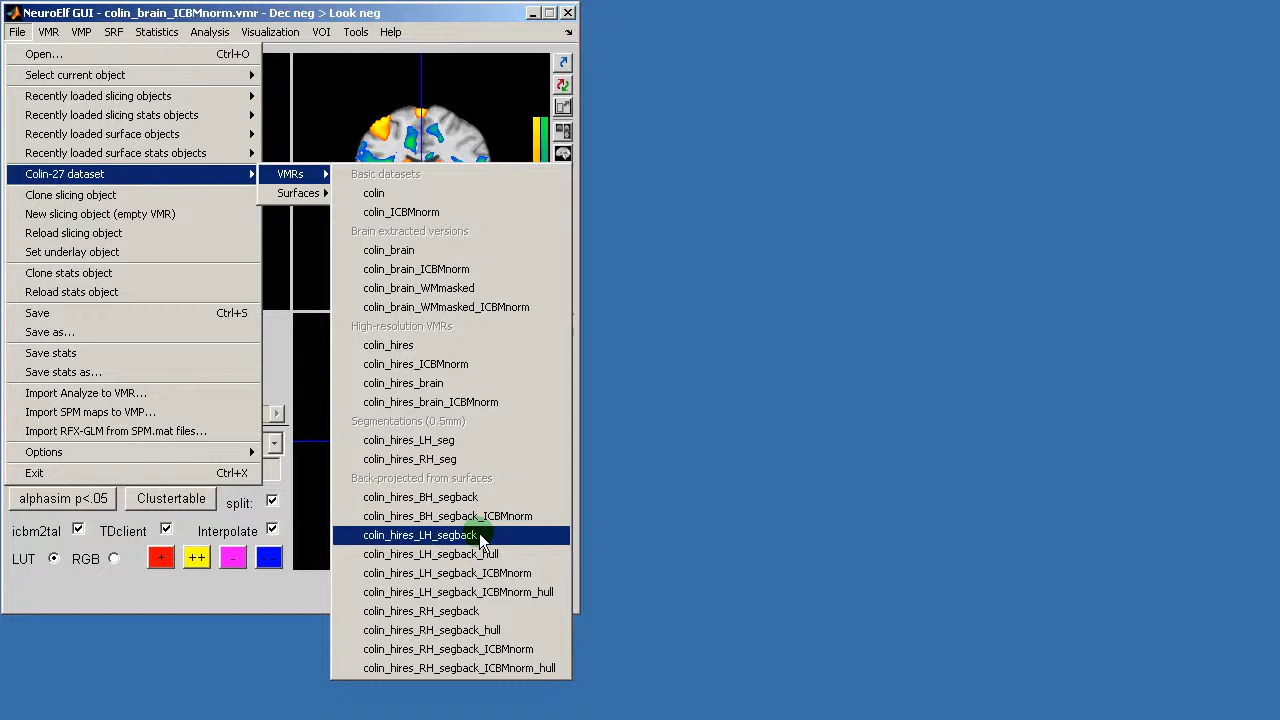 NeuroElf GUI - colin_brain_ICBMnorm.vmr - Dec neg > Look neg
File VMR VMP SRF Statistics Analysis Visualization VOI Tools Help
Open... Ctrl+O
Select current object
Recently loaded slicing objects
Recently loaded slicing stats objects
Recently loaded surface objects
Recently loaded surface stats objects
Colin-27 dataset
Clone slicing object
New slicing object (empty VMR)
Reload slicing object
Set underlay object
Clone stats object
Reload stats object
Save Ctrl+S
Save as...
Save stats
Save stats as...
Import Analyze to VMR...
Import SPM maps to VMP...
Import RFX-GLM from SPM.mat files...
Options
Exit Ctrl+X
VMRs
Surfaces
Basic datasets
colin
colin_ICBMnorm
Brain extracted versions
colin_brain
colin_brain_ICBMnorm
colin_brain_WMmasked
colin_brain_WMmasked_ICBMnorm
High-resolution VMRs
colin_hires
colin_hires_ICBMnorm
colin_hires_brain
colin_hires_brain_ICBMnorm
Segmentations (0.5mm)
colin_hires_LH_seg
colin_hires_RH_seg
Back-projected from surfaces
colin_hires_BH_segback
colin_hires_BH_segback_ICBMnorm
colin_hires_LH_segback
colin_hires_LH_segback_hull
colin_hires_LH_segback_ICBMnorm
colin_hires_LH_segback_ICBMnorm_hull
colin_hires_RH_segback
colin_hires_RH_segback_hull
colin_hires_RH_segback_ICBMnorm
colin_hires_RH_segback_ICBMnorm_hull
alphasim p<.05 Clustertable split:
icbm2tal TDclient Interpolate
LUT RGB + ++ - --